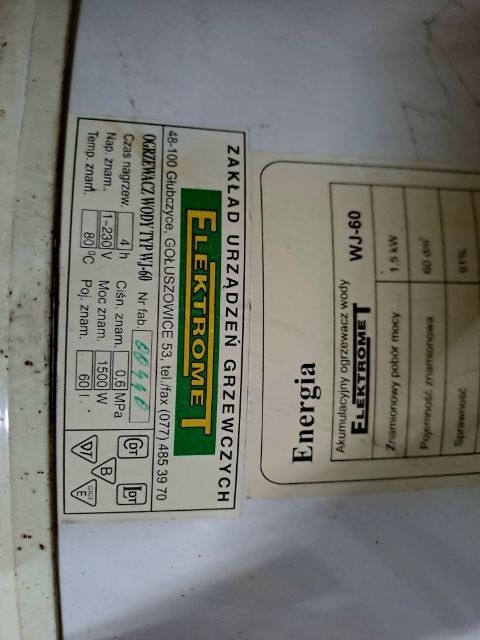 ZAKŁAD URZĄDZEŃ GRZEWCZYCH
ELEKTROMET
48-100 Głubczyce, GOŁUSZOWICE 53, tel./fax (077) 485 39 70
OGRZEWACZ WODY TYP WJ-60 Nr fab.
Czas nagrzew. 4 h Ciśn. znam. 0,6 MPa
Nap. znam. 1~230 V Moc znam. 1500 W
Temp. znam. 80 °C Poj. znam. 60 l
B
Energia
Akumulacyjny ogrzewacz wody
ELEKTROMET WJ-60
Znamionowy pobór mocy 1,5 kW
Pojemność znamionowa 60 dm³
Sprawność 91%